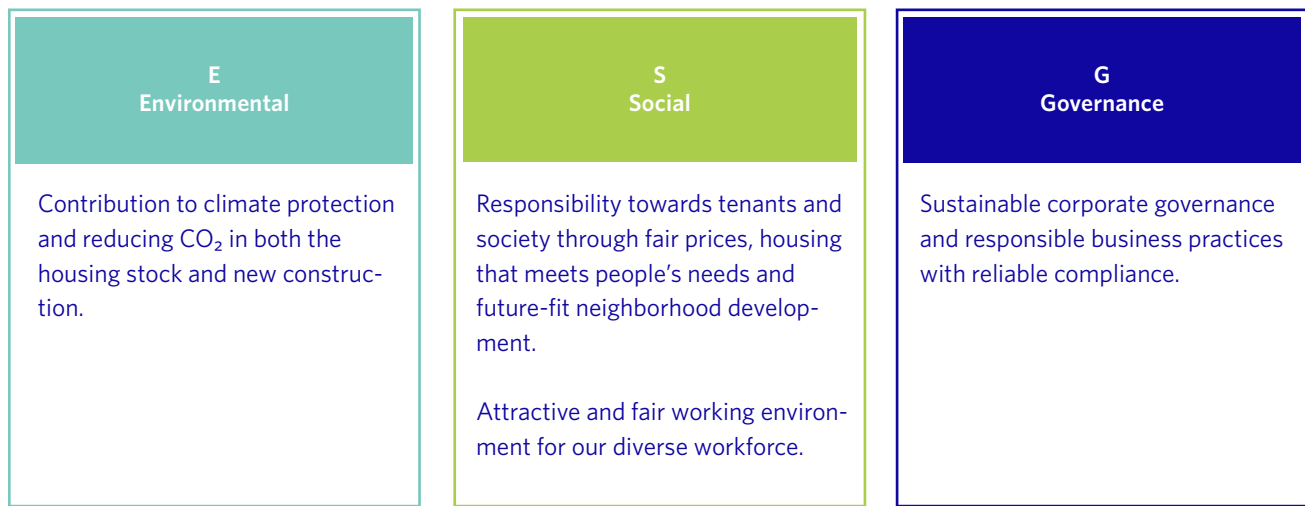 E
Environmental
Contribution to climate protection
and reducing CO₂ in both the
housing stock and new construc-
tion.
S
Social
Responsibility towards tenants and
society through fair prices, housing
that meets people’s needs and
future-fit neighborhood develop-
ment.
Attractive and fair working environ-
ment for our diverse workforce.
G
Governance
Sustainable corporate governance
and responsible business practices
with reliable compliance.